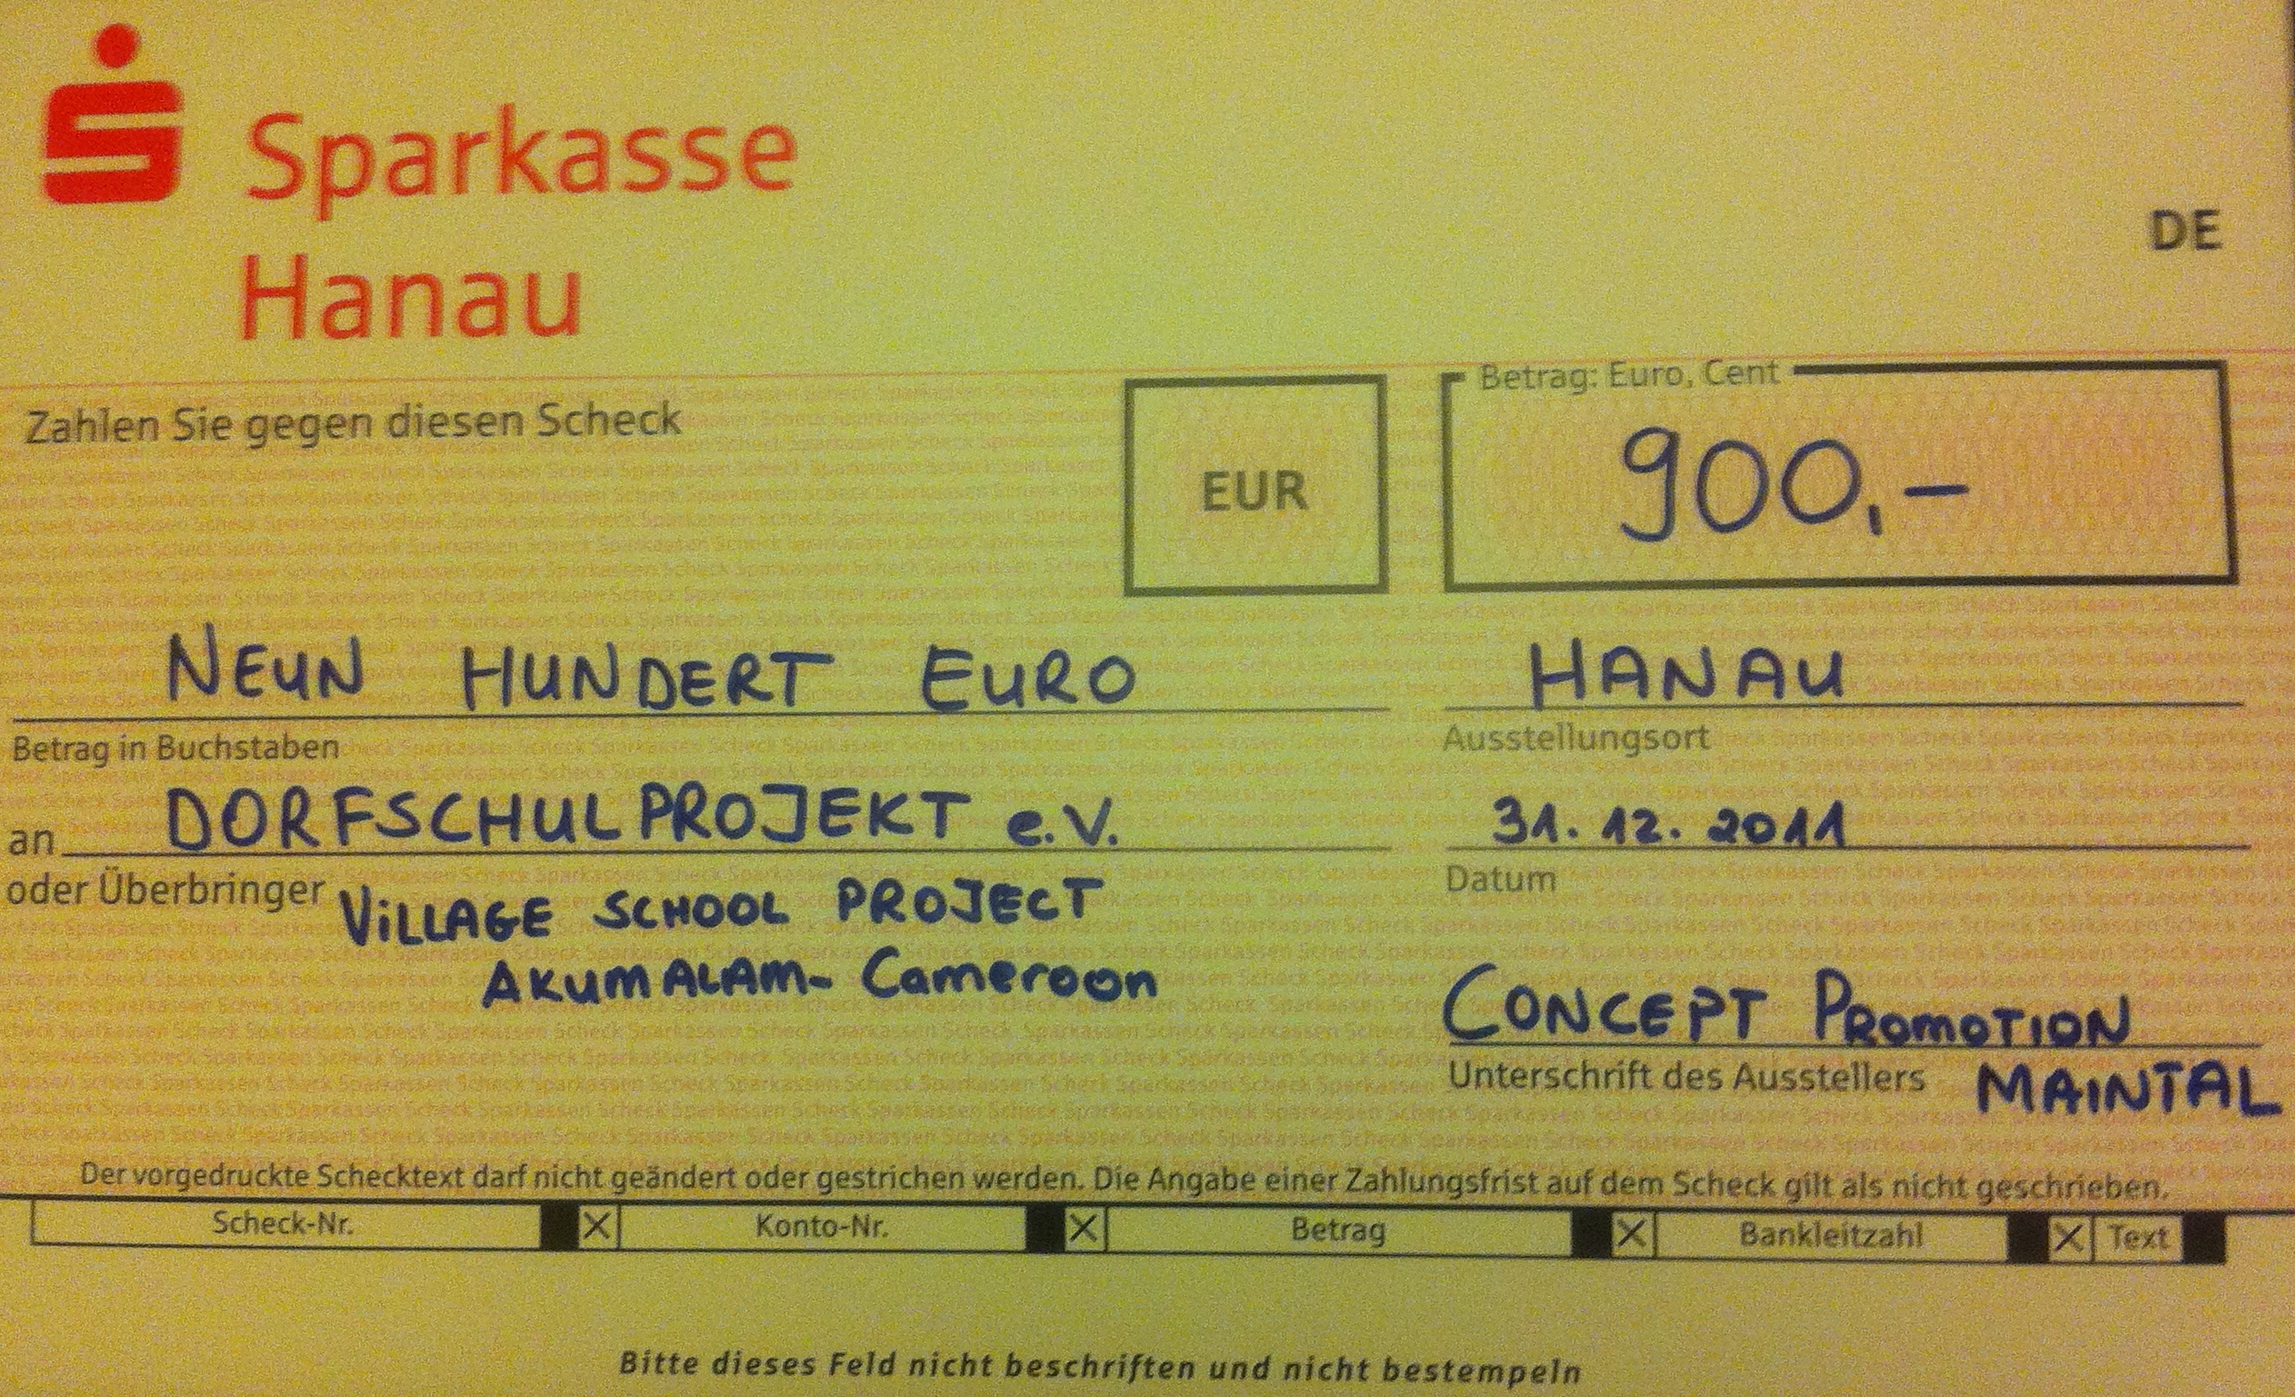 Sparkasse
Hanau
DE
Zahlen Sie gegen diesen Scheck
EUR
Betrag: Euro, Cent
900,-
NEUN HUNDERT EURO
HANAU
Betrag in Buchstaben
Ausstellungsort
an DORFSCHULPROJEKT e.V.
31.12.2011
oder Überbringer
Datum
ViLLAGE SCHOOL PROJECT
AKUMALAM- Cameroon
CONCEPT PROMOTION
Unterschrift des Ausstellers
MAINTAL
Der vorgedruckte Schecktext darf nicht geändert oder gestrichen werden. Die Angabe einer Zahlungsfrist auf dem Scheck gilt als nicht geschrieben.
Scheck-Nr. X Konto-Nr. X Betrag X Bankleitzahl X Text
Bitte dieses Feld nicht beschriften und nicht bestempeln